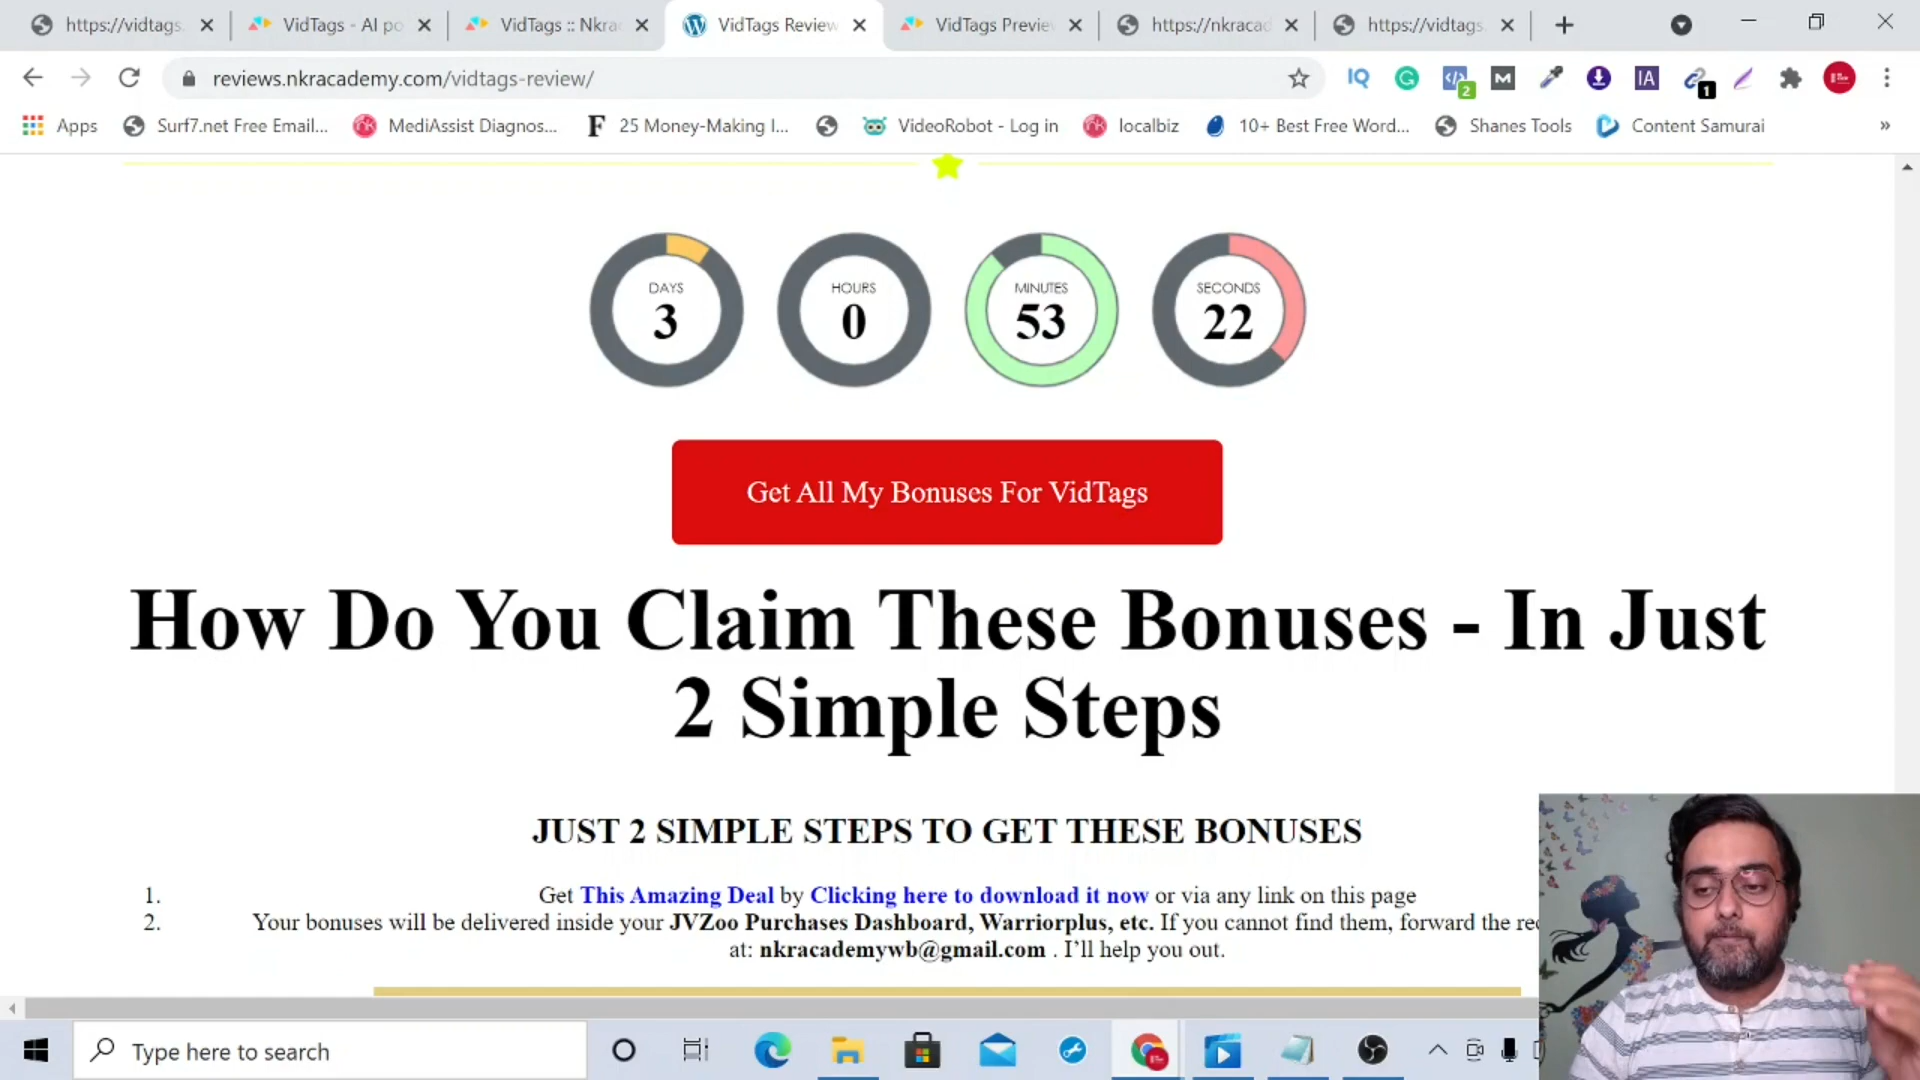 https://vidtags.
VidTags - AI po
VidTags :: Nkra
VidTags Review
VidTags Previe
https://nkracad
https://vidtags.
reviews.nkracademy.com/vidtags-review/
IQ
2
M
IA
1
Apps
Surf7.net Free Email...
MediAssist Diagnos...
25 Money-Making I...
VideoRobot - Log in
localbiz
10+ Best Free Word...
Shanes Tools
Content Samurai
»
DAYS
3
HOURS
0
MINUTES
53
SECONDS
22
Get All My Bonuses For VidTags
How Do You Claim These Bonuses - In Just
2 Simple Steps
JUST 2 SIMPLE STEPS TO GET THESE BONUSES
1. Get This Amazing Deal by Clicking here to download it now or via any link on this page
2. Your bonuses will be delivered inside your JVZoo Purchases Dashboard, Warriorplus, etc. If you cannot find them, forward the rec
at: nkracademywb@gmail.com . I'll help you out.
Type here to search